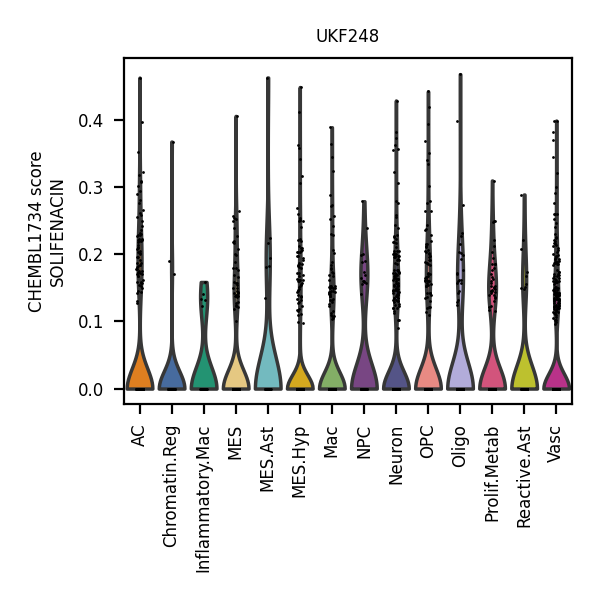 UKF248
CHEMBL1734 score
SOLIFENACIN
0.4
0.3
0.2
0.1
0.0
AC
Chromatin.Reg
Inflammatory.Mac
MES
MES.Ast
MES.Hyp
Mac
NPC
Neuron
OPC
Oligo
Prolif.Metab
Reactive.Ast
Vasc